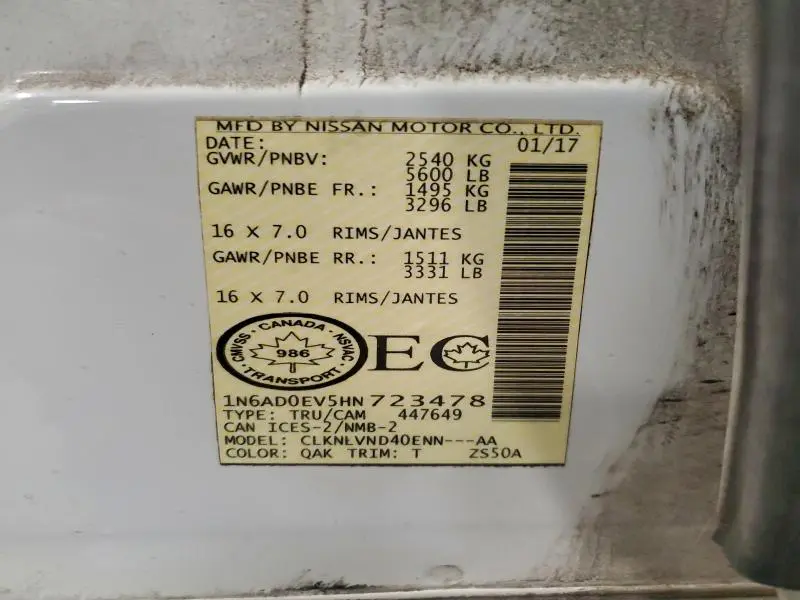 MFD BY NISSAN MOTOR CO., LTD.
DATE: 01/17
GVWR/PNBV: 2540 KG
5600 LB
GAWR/PNBE FR.: 1495 KG
3296 LB
16 X 7.0 RIMS/JANTES
GAWR/PNBE RR.: 1511 KG
3331 LB
16 X 7.0 RIMS/JANTES
CMVSS · CANADA · NSVAC
986
· TRANSPORT ·
EC
1N6AD0EV5HN723478
TYPE: TRU/CAM 447649
CAN ICES-2/NMB-2
MODEL: CLKNLVND40ENN---AA
COLOR: QAK TRIM: T ZS50A